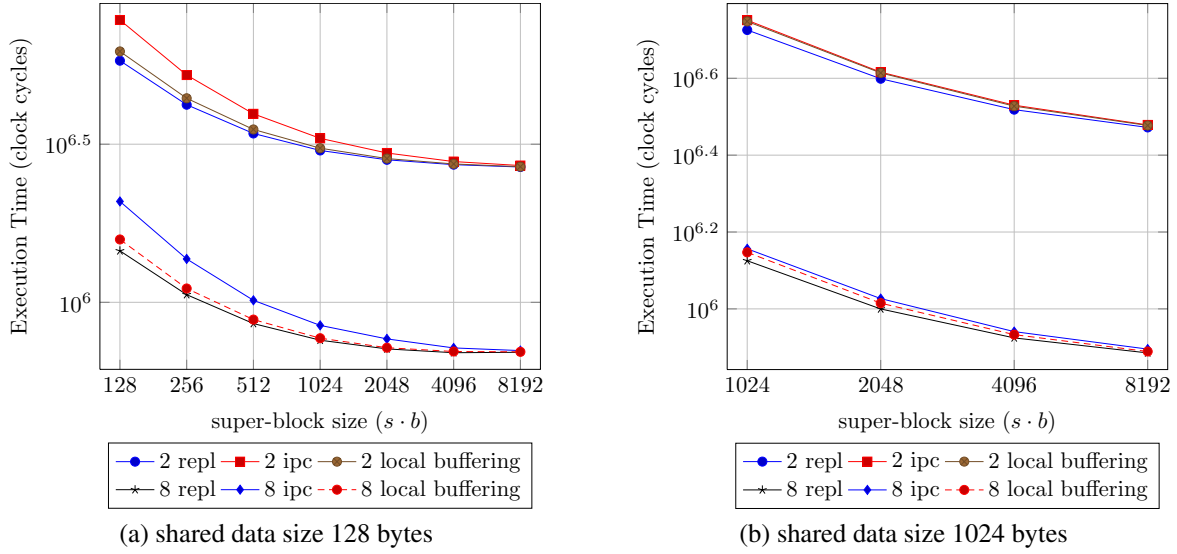 10^6.5
10^6
Execution Time (clock cycles)
128 256 512 1024 2048 4096 8192
super-block size (s · b)
2 repl 2 ipc 2 local buffering
8 repl 8 ipc 8 local buffering
(a) shared data size 128 bytes
10^6.6
10^6.4
10^6.2
10^6
Execution Time (clock cycles)
1024 2048 4096 8192
super-block size (s · b)
2 repl 2 ipc 2 local buffering
8 repl 8 ipc 8 local buffering
(b) shared data size 1024 bytes